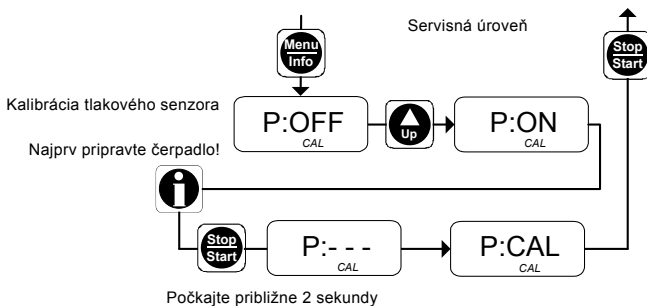 Servisná úroveň
Menu
Info
Stop
Start
Kalibrácia tlakového senzora
P:OFF
CAL
Up
P:ON
CAL
Najprv pripravte čerpadlo!
i
Stop
Start
P:- - -
CAL
P:CAL
CAL
Počkajte približne 2 sekundy